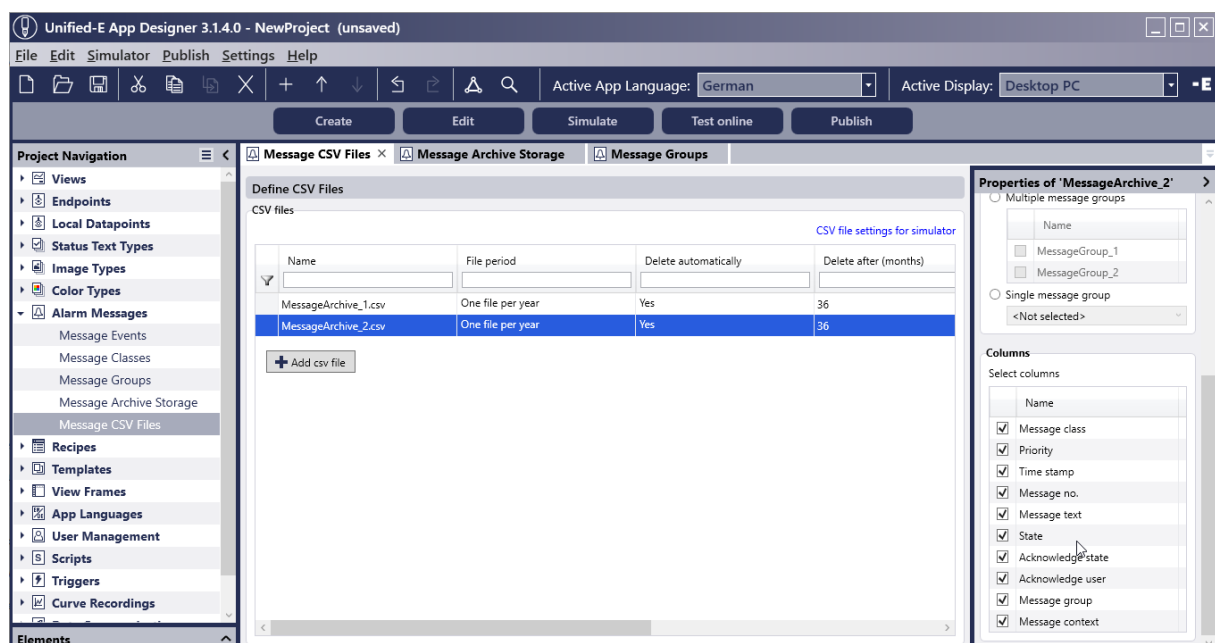 Unified-E App Designer 3.1.4.0 - NewProject (unsaved)
File Edit Simulator Publish Settings Help
Active App Language: German Active Display: Desktop PC -E
Create Edit Simulate Test online Publish
Project Navigation
Views
Endpoints
Local Datapoints
Status Text Types
Image Types
Color Types
Alarm Messages
Message Events
Message Classes
Message Groups
Message Archive Storage
Message CSV Files
Recipes
Templates
View Frames
App Languages
User Management
Scripts
Triggers
Curve Recordings
Elements
Message CSV Files Message Archive Storage Message Groups
Define CSV Files
CSV files
CSV file settings for simulator
Name File period Delete automatically Delete after (months)
MessageArchive_1.csv One file per year Yes 36
MessageArchive_2.csv One file per year Yes 36
Add csv file
Properties of 'MessageArchive_2'
Multiple message groups
Name
MessageGroup_1
MessageGroup_2
Single message group
<Not selected>
Columns
Select columns
Name
Message class
Priority
Time stamp
Message no.
Message text
State
Acknowledge state
Acknowledge user
Message group
Message context